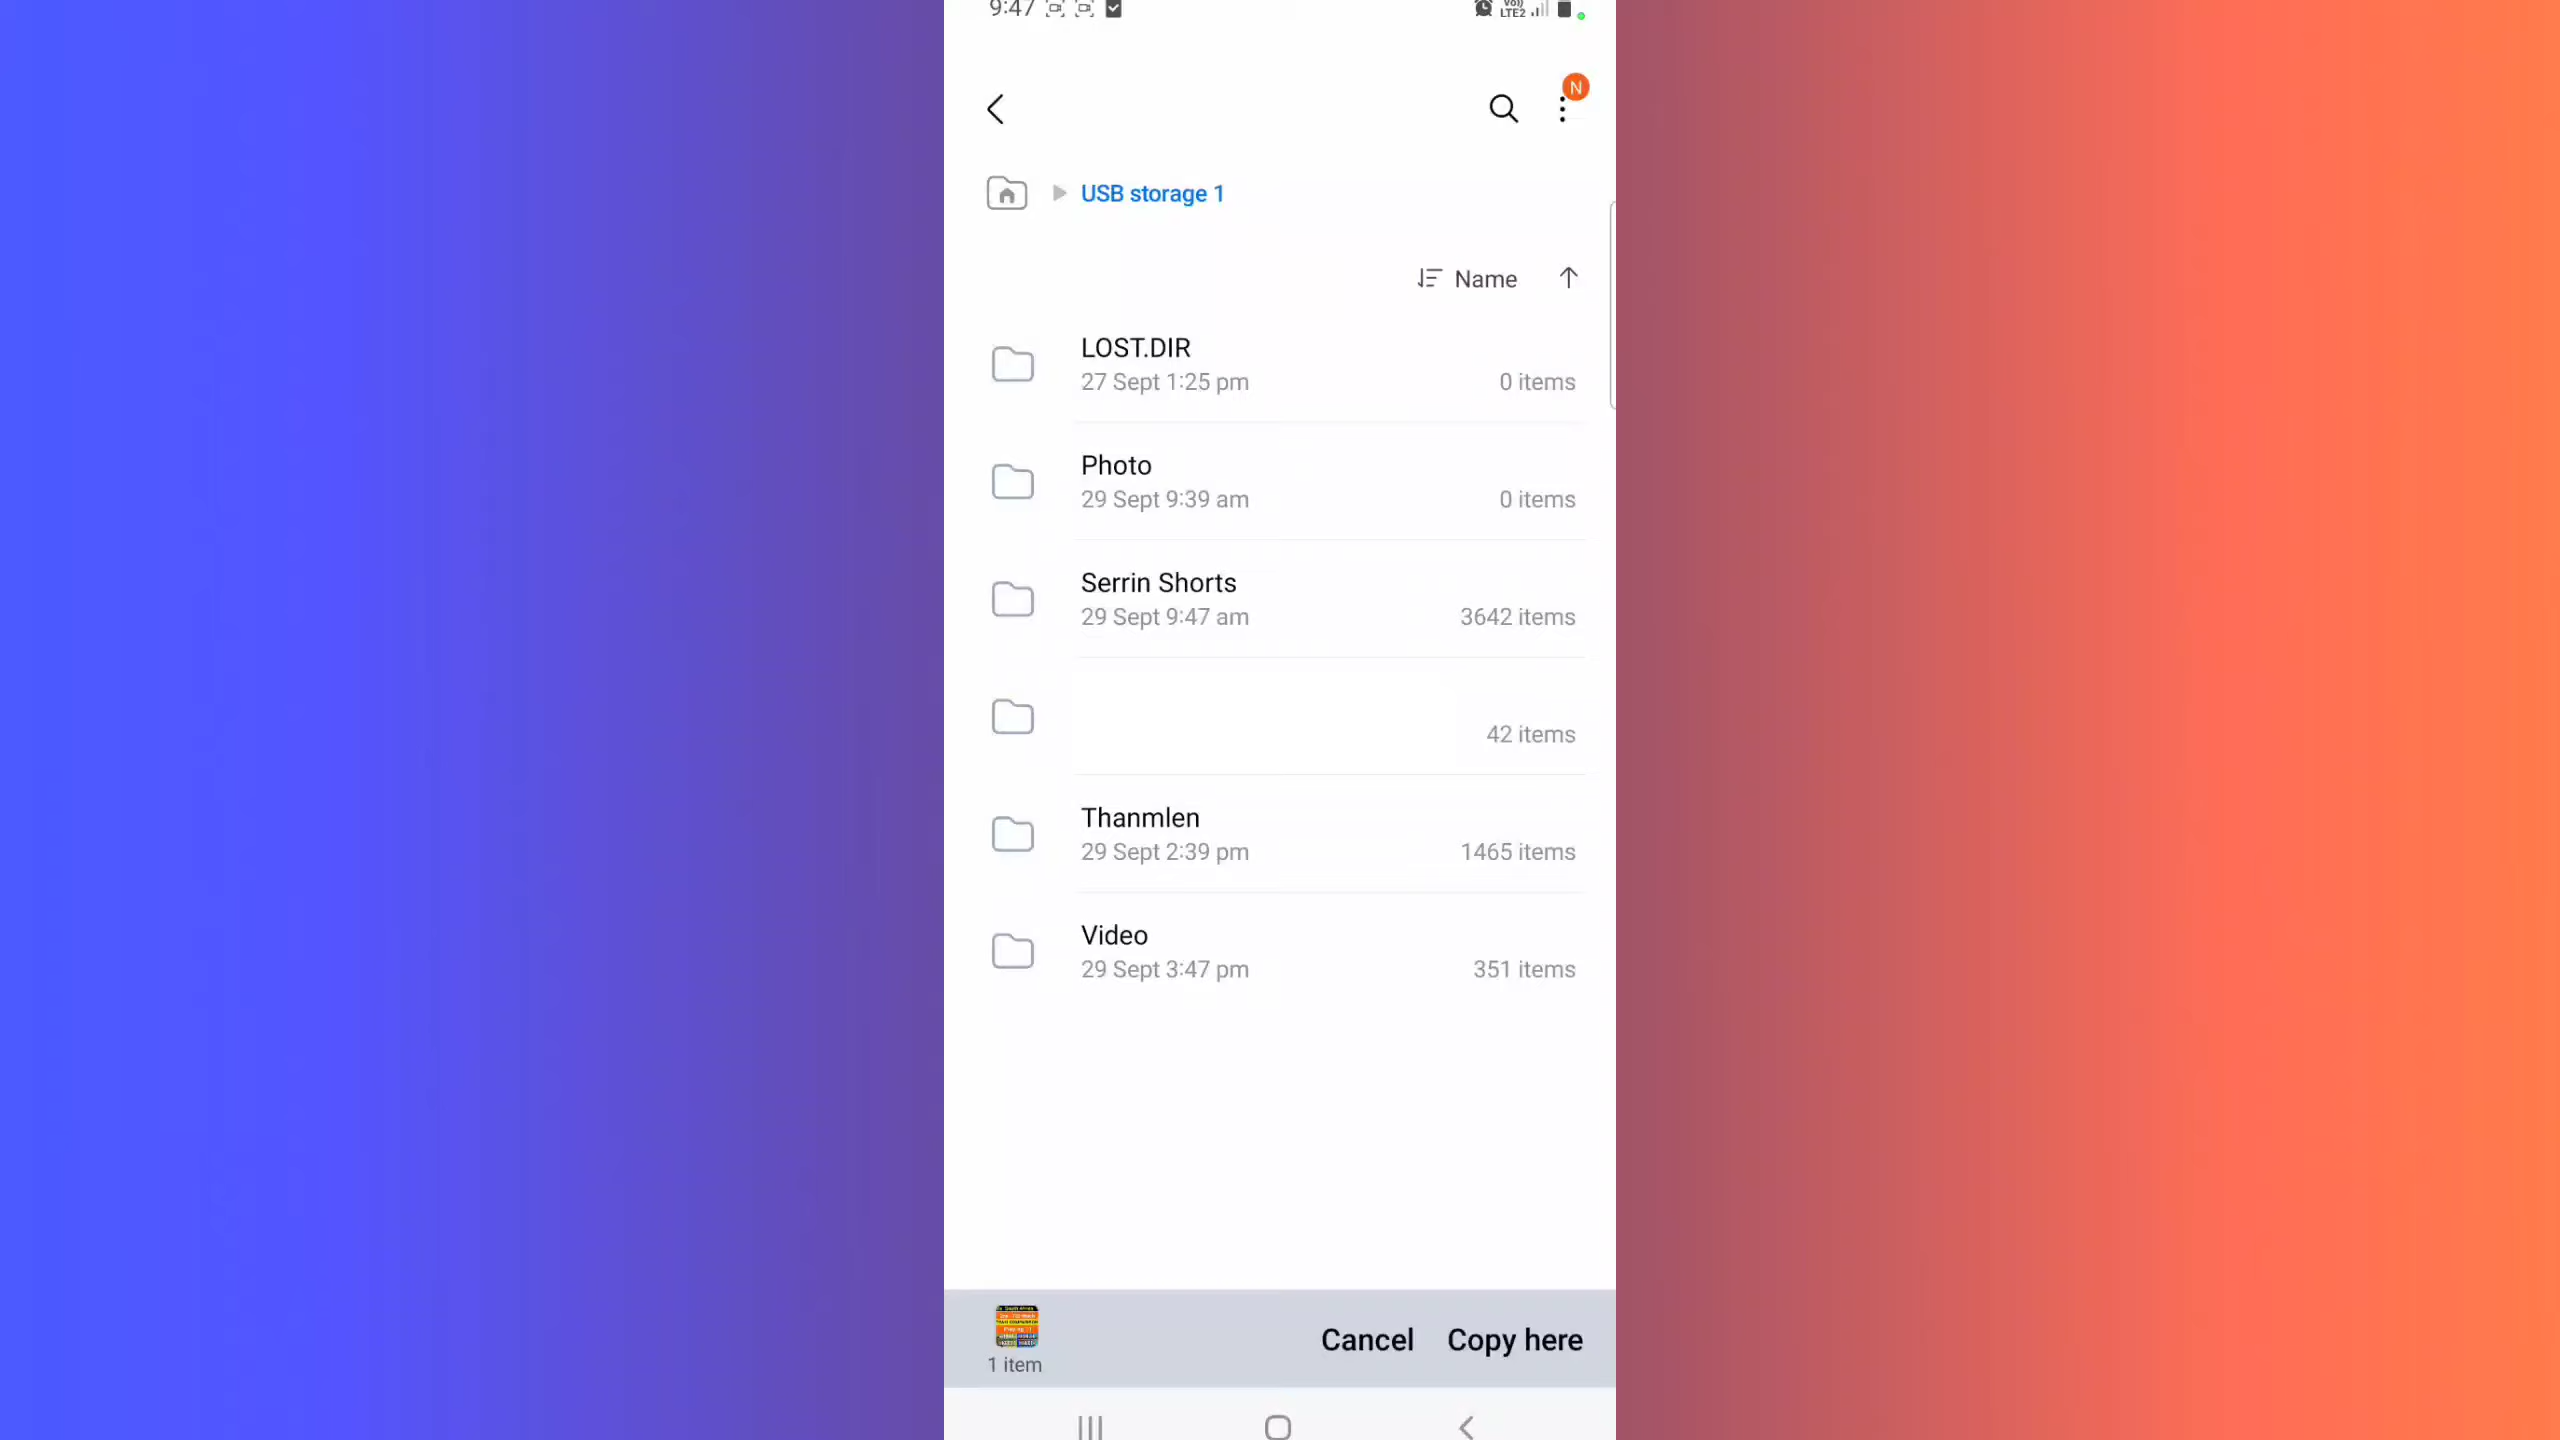 9:47
LTE2
N
USB storage 1
Name
LOST.DIR
27 Sept 1:25 pm
0 items
Photo
29 Sept 9:39 am
0 items
Serrin Shorts
29 Sept 9:47 am
3642 items
42 items
Thanmlen
29 Sept 2:39 pm
1465 items
Video
29 Sept 3:47 pm
351 items
1 item
Cancel
Copy here